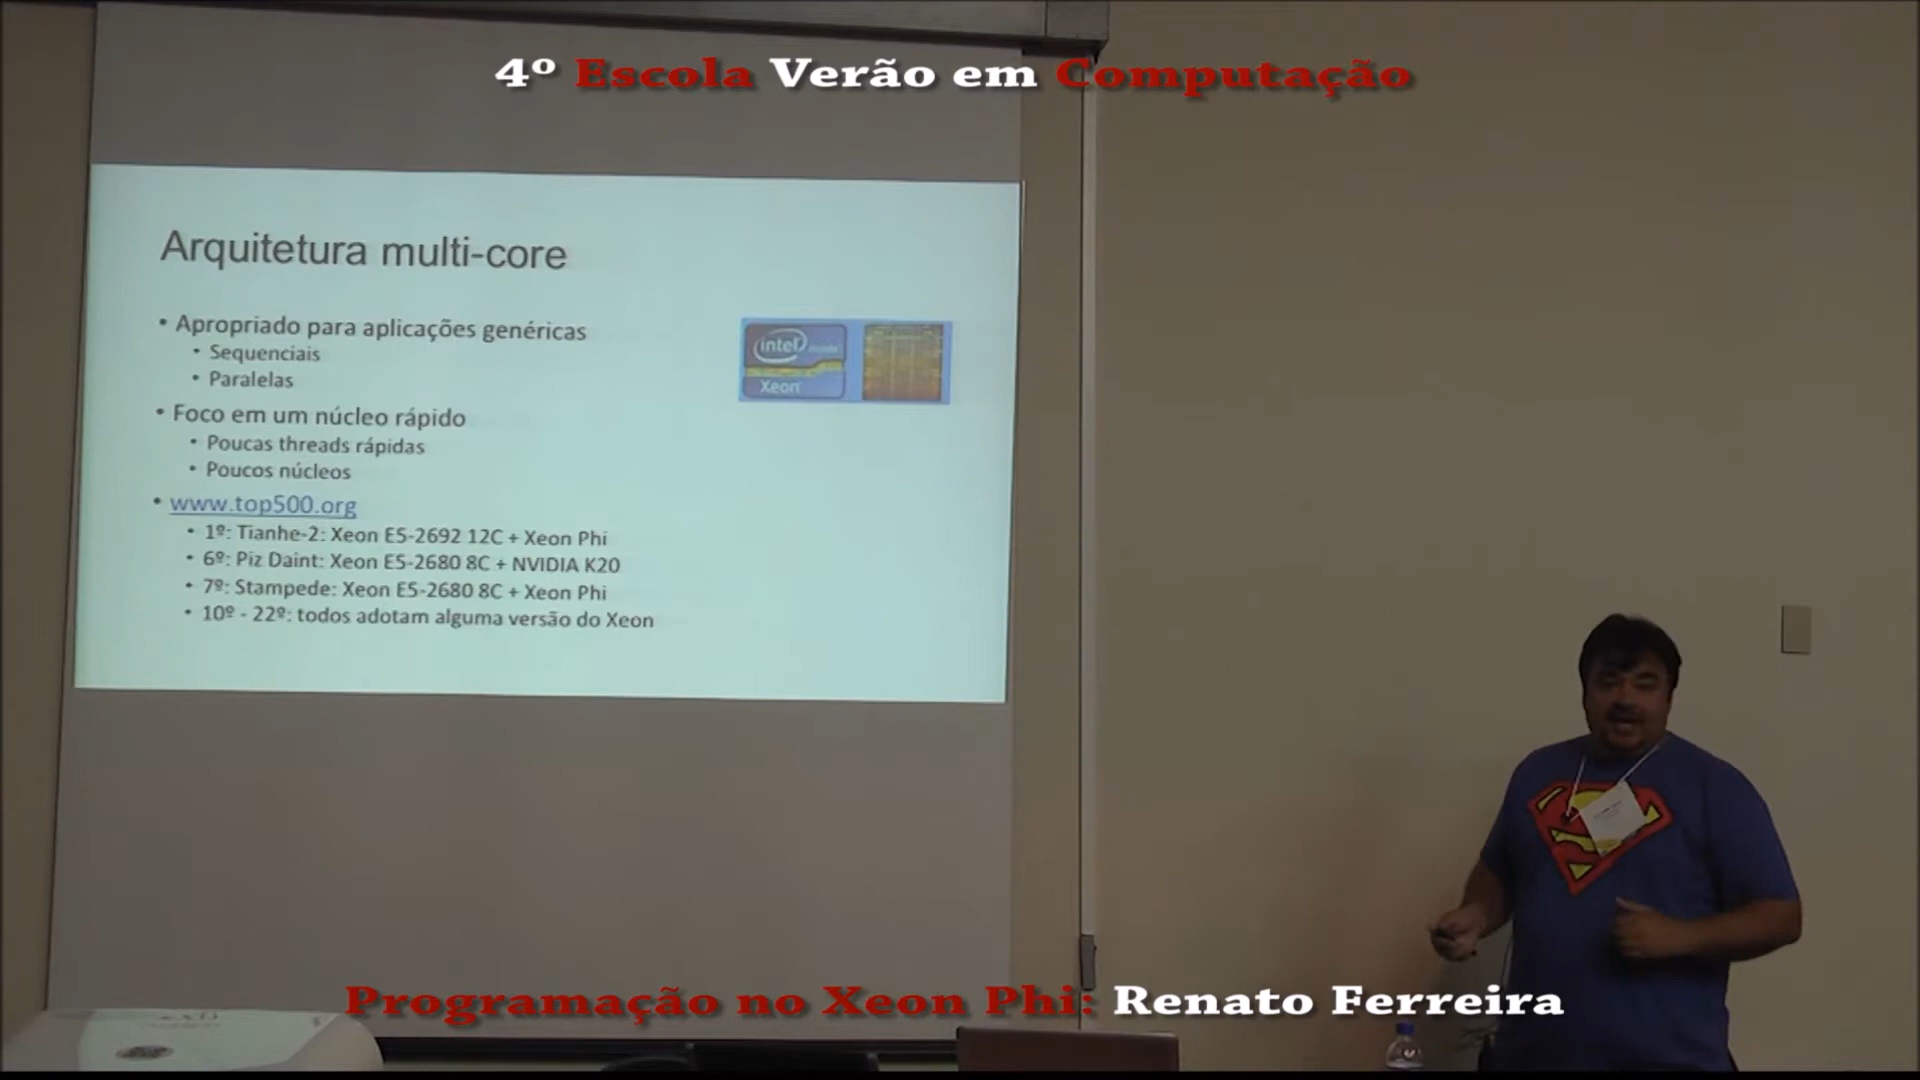 4º Escola Verão em Computação
Arquitetura multi-core
• Apropriado para aplicações genéricas
• Sequenciais
• Paralelas
intel inside
Xeon
• Foco em um núcleo rápido
• Poucas threads rápidas
• Poucos núcleos
• www.top500.org
• 1º: Tianhe-2: Xeon E5-2692 12C + Xeon Phi
• 6º: Piz Daint: Xeon E5-2680 8C + NVIDIA K20
• 7º: Stampede: Xeon E5-2680 8C + Xeon Phi
• 10º - 22º: todos adotam alguma versão do Xeon
Programação no Xeon Phi: Renato Ferreira